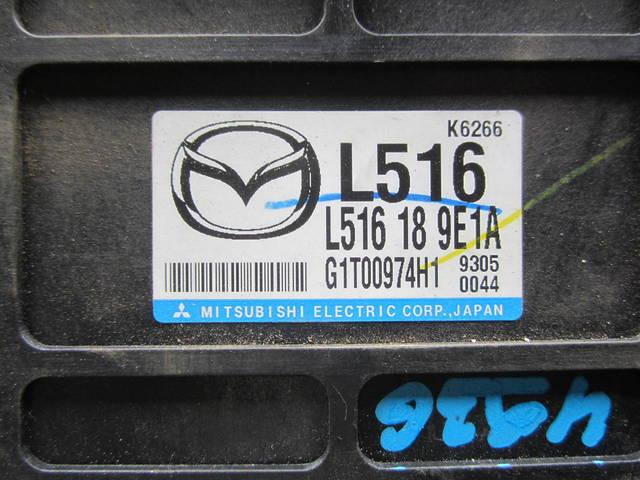 K6266
L516
L516 18 9E1A
G1T00974H1 9305
0044
MITSUBISHI ELECTRIC CORP., JAPAN